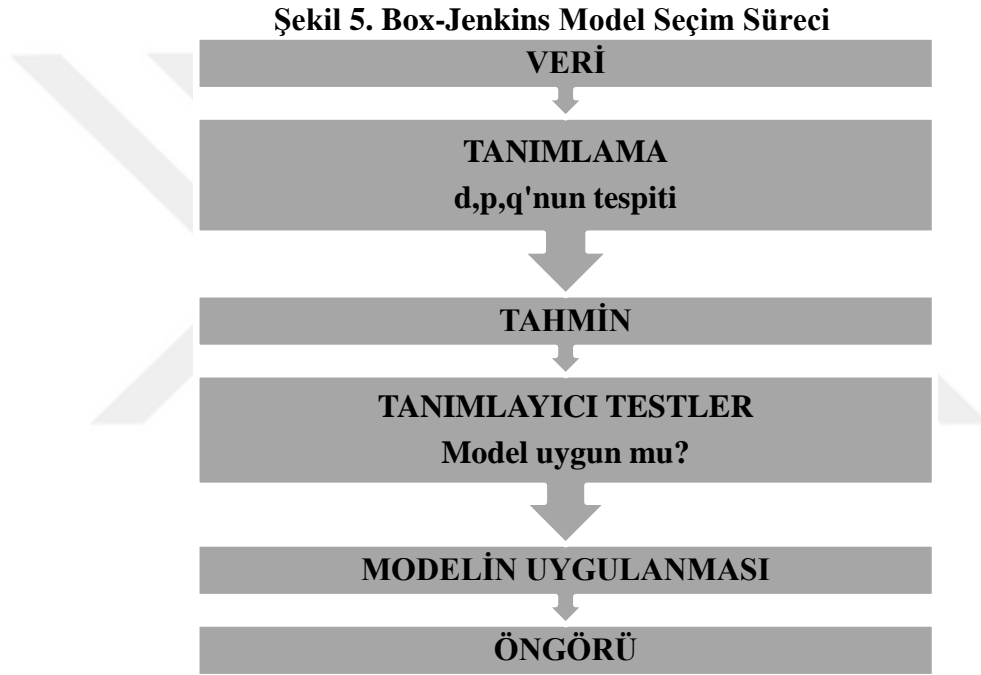 Şekil 5. Box-Jenkins Model Seçim Süreci
VERİ
TANIMLAMA
d,p,q'nun tespiti
TAHMİN
TANIMLAYICI TESTLER
Model uygun mu?
MODELİN UYGULANMASI
ÖNGÖRÜ